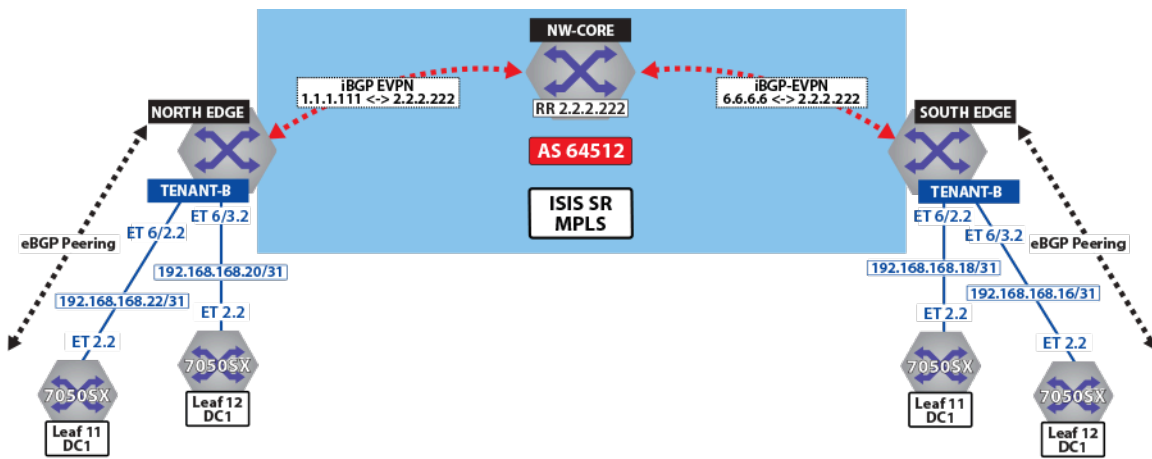 NW-CORE
iBGP EVPN
1.1.1.111 <-> 2.2.2.222
iBGP-EVPN
6.6.6.6 <-> 2.2.2.222
RR 2.2.2.222
NORTH EDGE
SOUTH EDGE
AS 64512
TENANT-B
TENANT-B
ISIS SR
MPLS
ET 6/2.2
ET 6/3.2
ET 6/2.2
ET 6/3.2
eBGP Peering
eBGP Peering
192.168.168.20/31
192.168.168.18/31
192.168.168.22/31
192.168.168.16/31
ET 2.2
ET 2.2
ET 2.2
ET 2.2
7050SX
7050SX
7050SX
7050SX
Leaf 11
DC1
Leaf 12
DC1
Leaf 11
DC1
Leaf 12
DC1